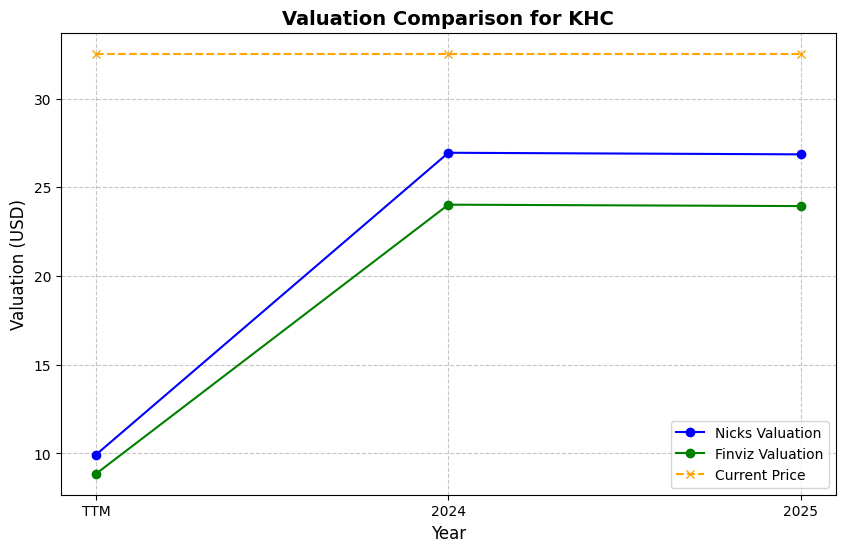 Valuation Comparison for KHC
Valuation (USD)
30
25
20
15
10
TTM
2024
2025
Year
Nicks Valuation
Finviz Valuation
Current Price